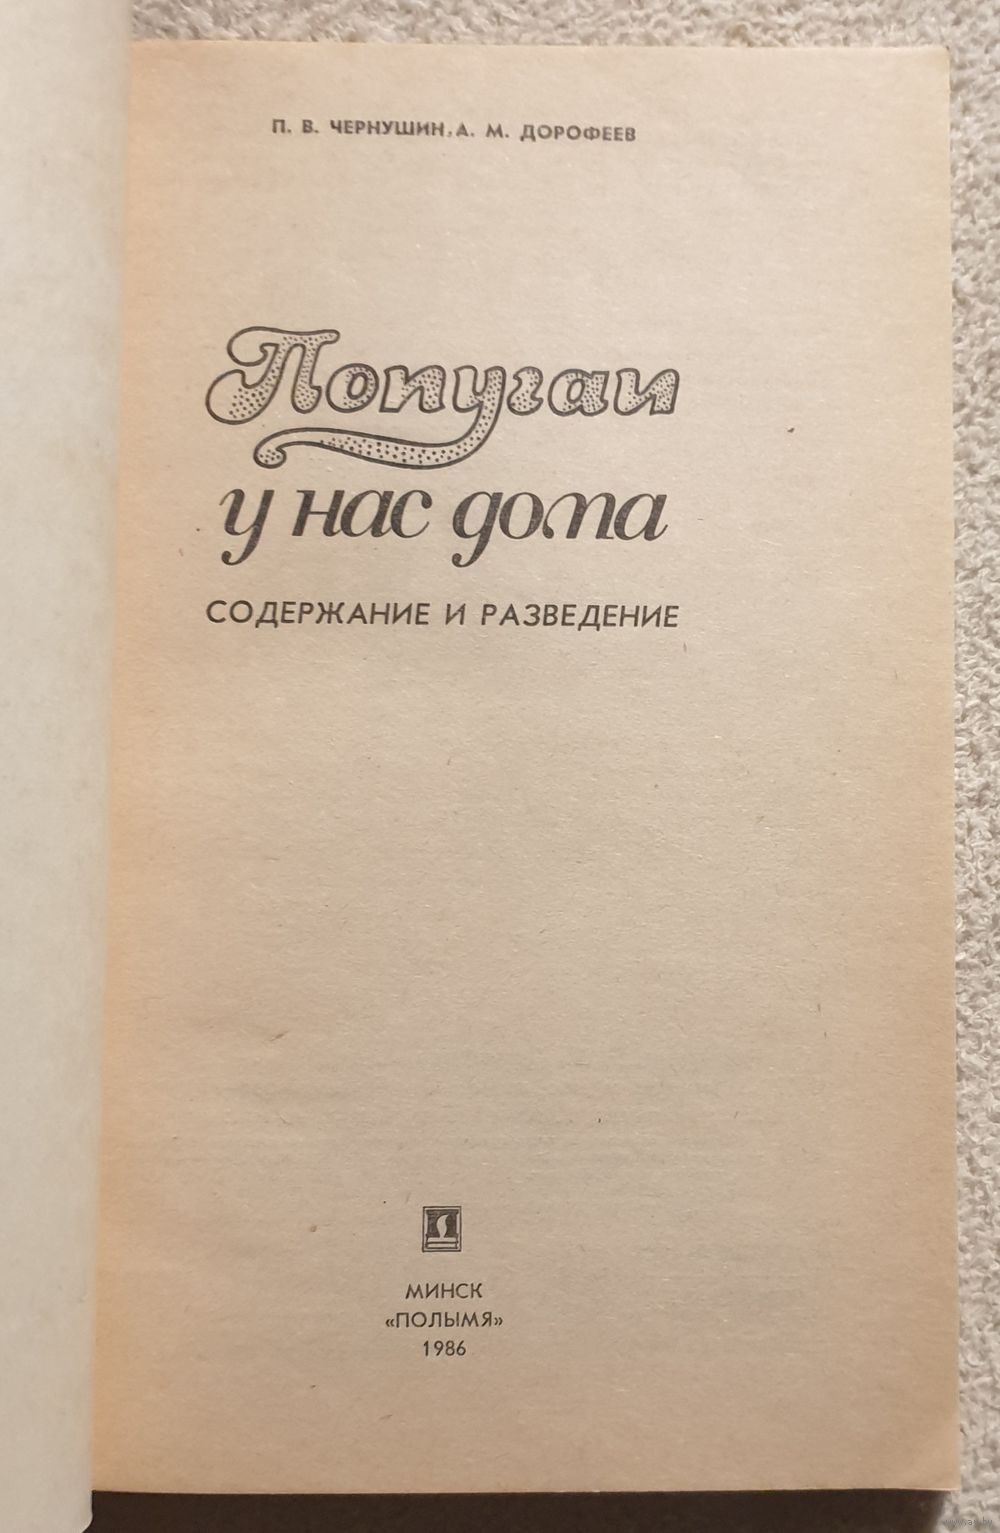 П. В. ЧЕРНУШИН, А. М. ДОРОФЕЕВ
Попугаи
у нас дома
СОДЕРЖАНИЕ И РАЗВЕДЕНИЕ
МИНСК
«ПОЛЫМЯ»
1986